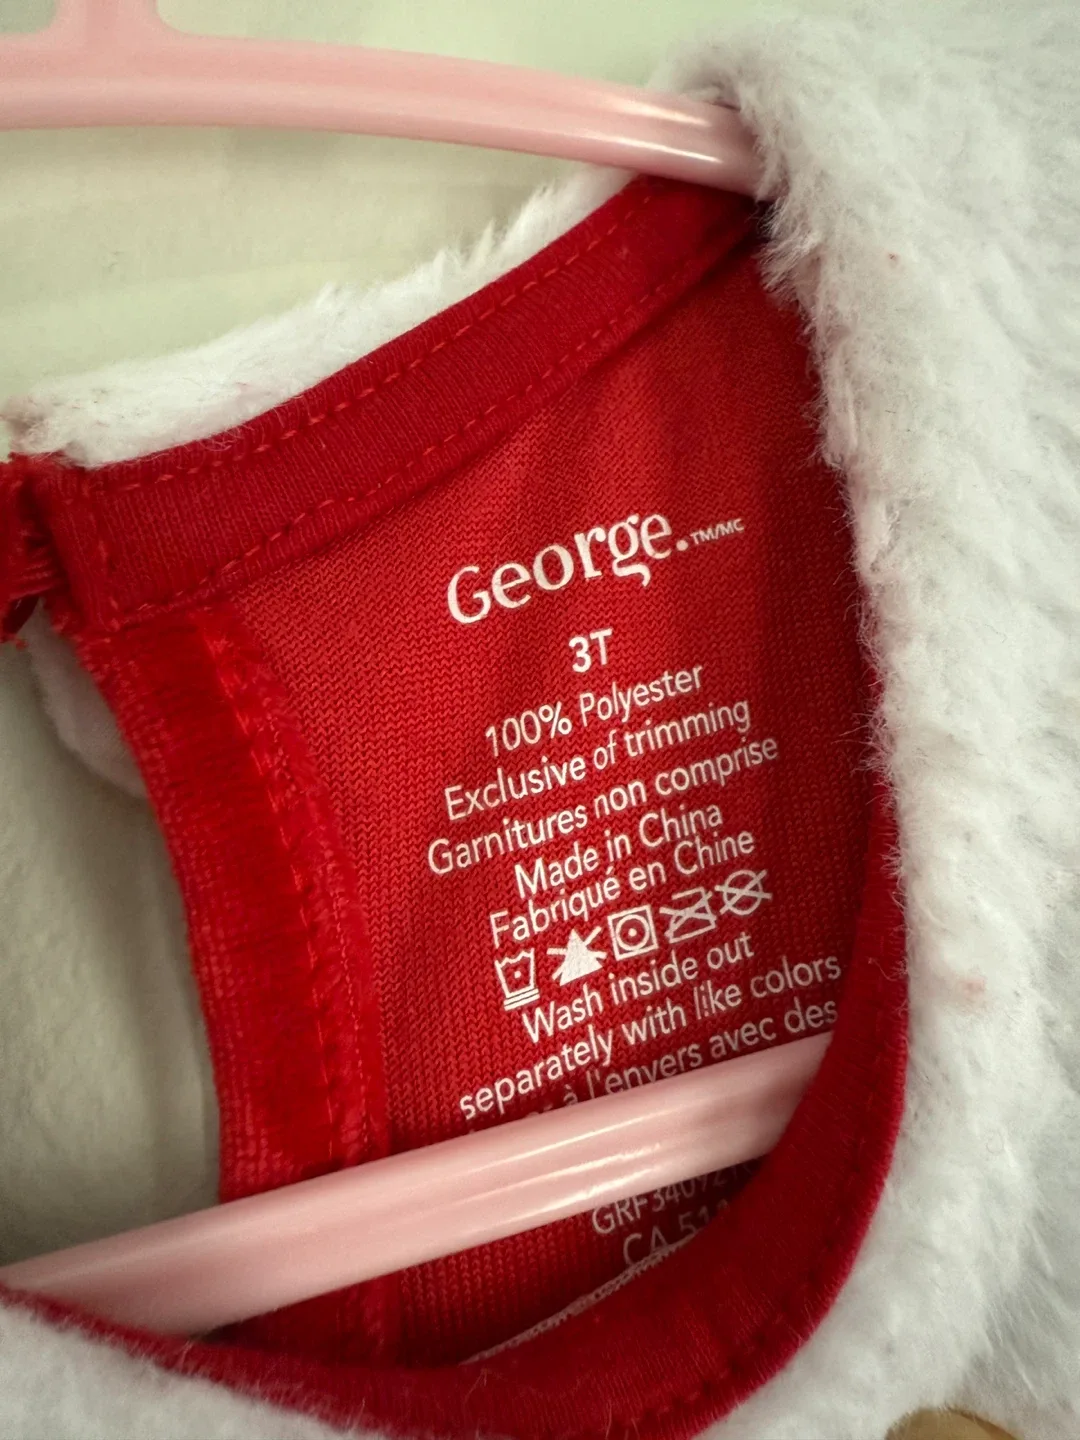 George.™/MC
3T
100% Polyester
Exclusive of trimming
Garnitures non comprise
Made in China
Fabriqué en Chine
Wash inside out
separately with like colors
à l'envers avec des